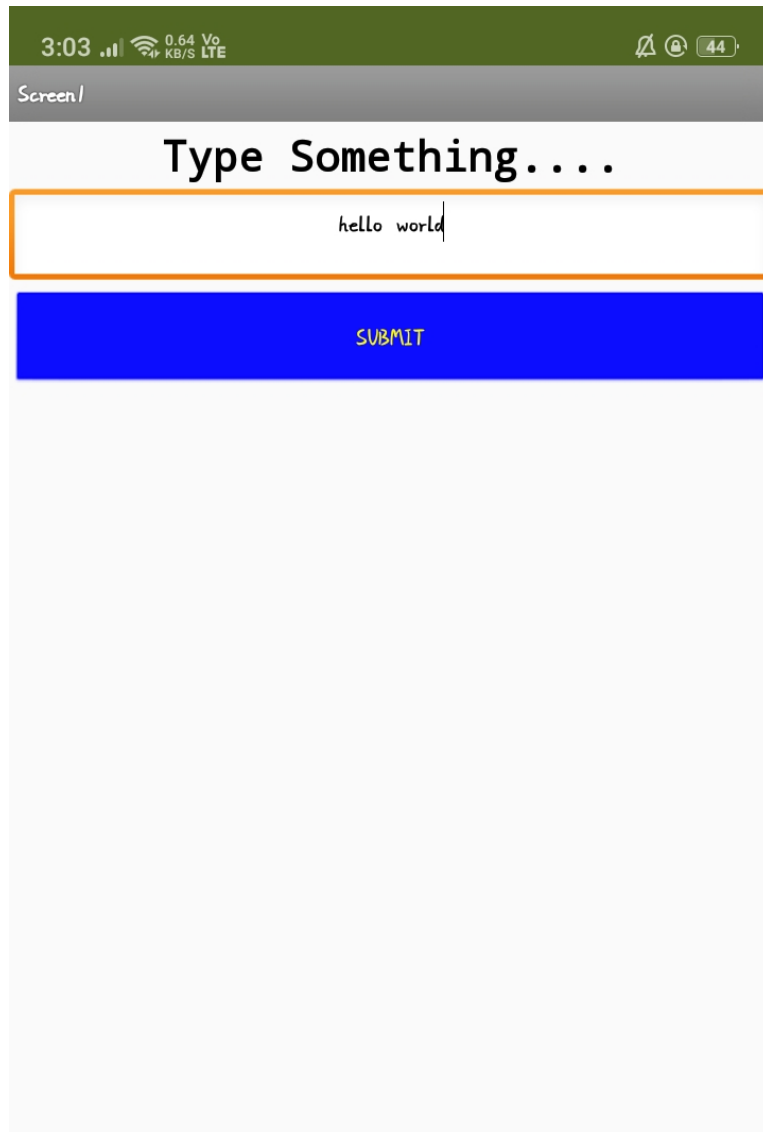 3:03 0.64 KB/S Vo LTE 44
Screen1
Type Something....
hello world
SUBMIT